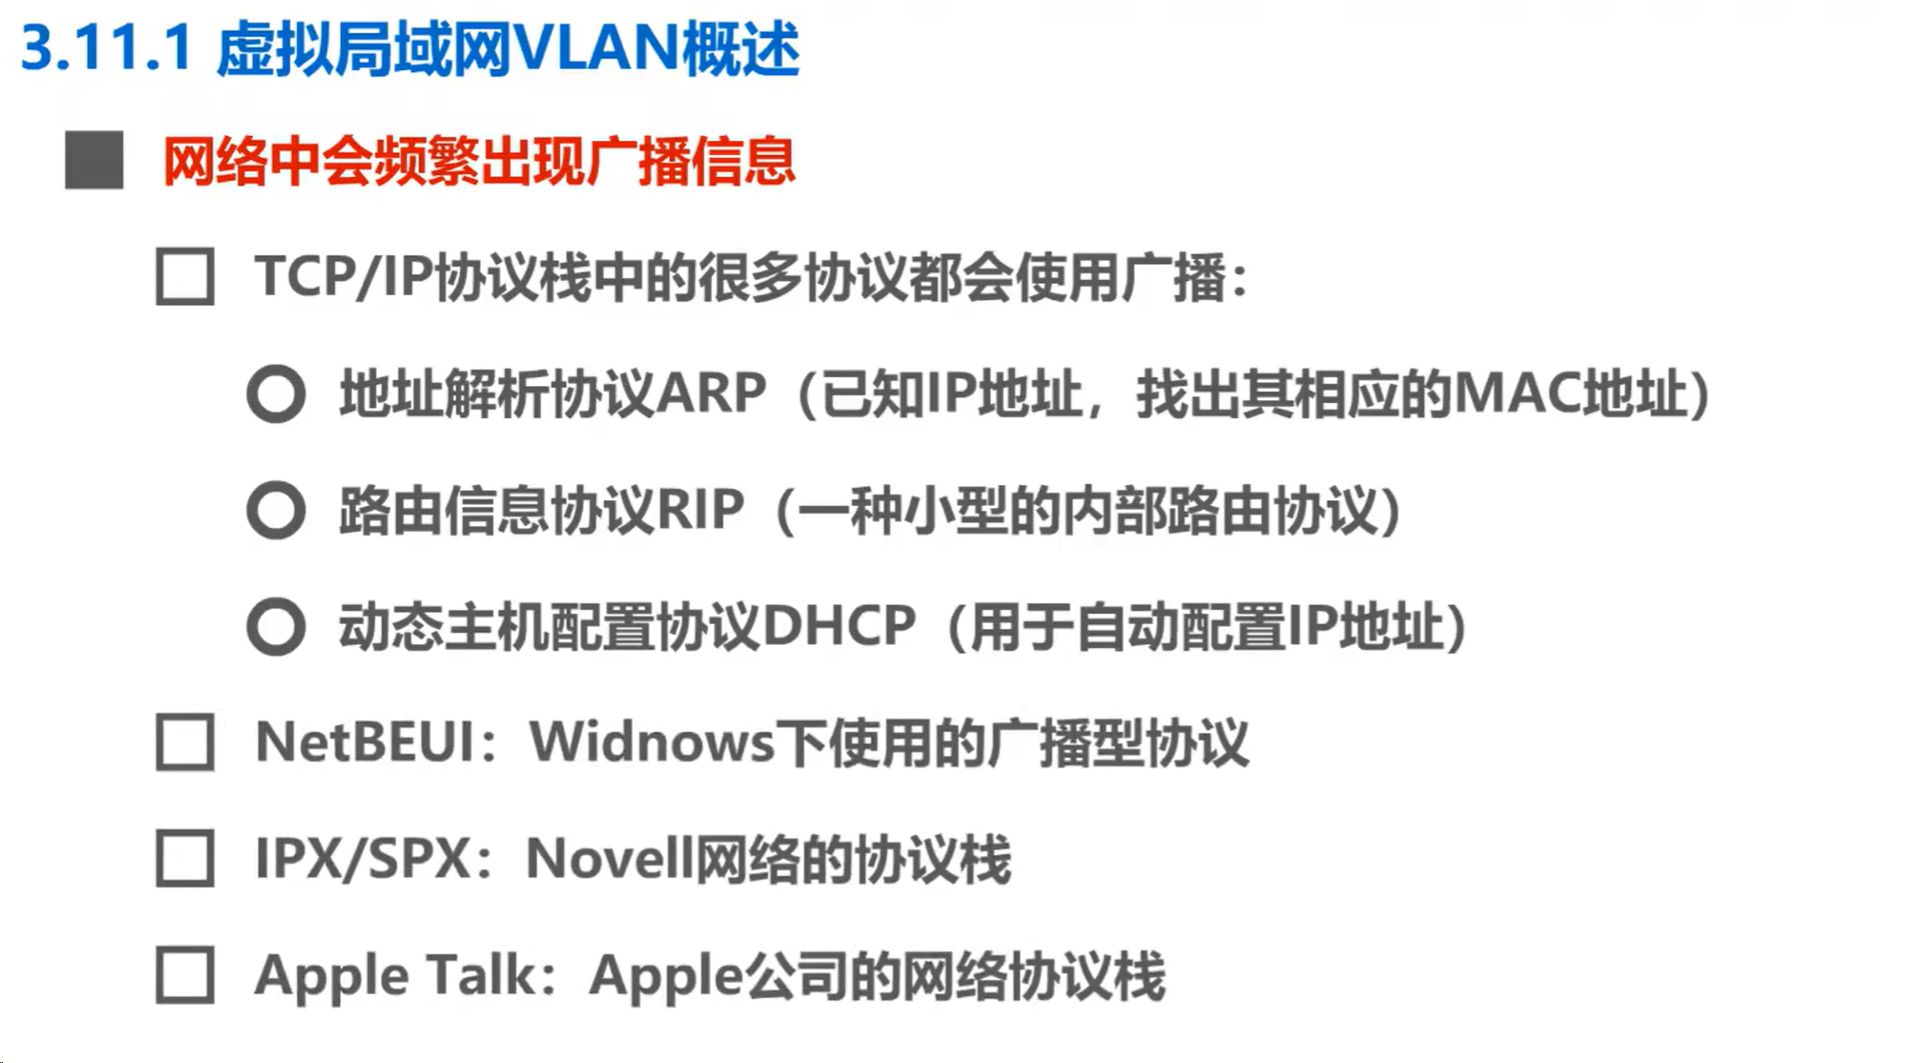 3.11.1 虚拟局域网VLAN概述
网络中会频繁出现广播信息
TCP/IP协议栈中的很多协议都会使用广播：
地址解析协议ARP（已知IP地址，找出其相应的MAC地址）
路由信息协议RIP（一种小型的内部路由协议）
动态主机配置协议DHCP（用于自动配置IP地址）
NetBEUI：Widnows下使用的广播型协议
IPX/SPX：Novell网络的协议栈
Apple Talk：Apple公司的网络协议栈